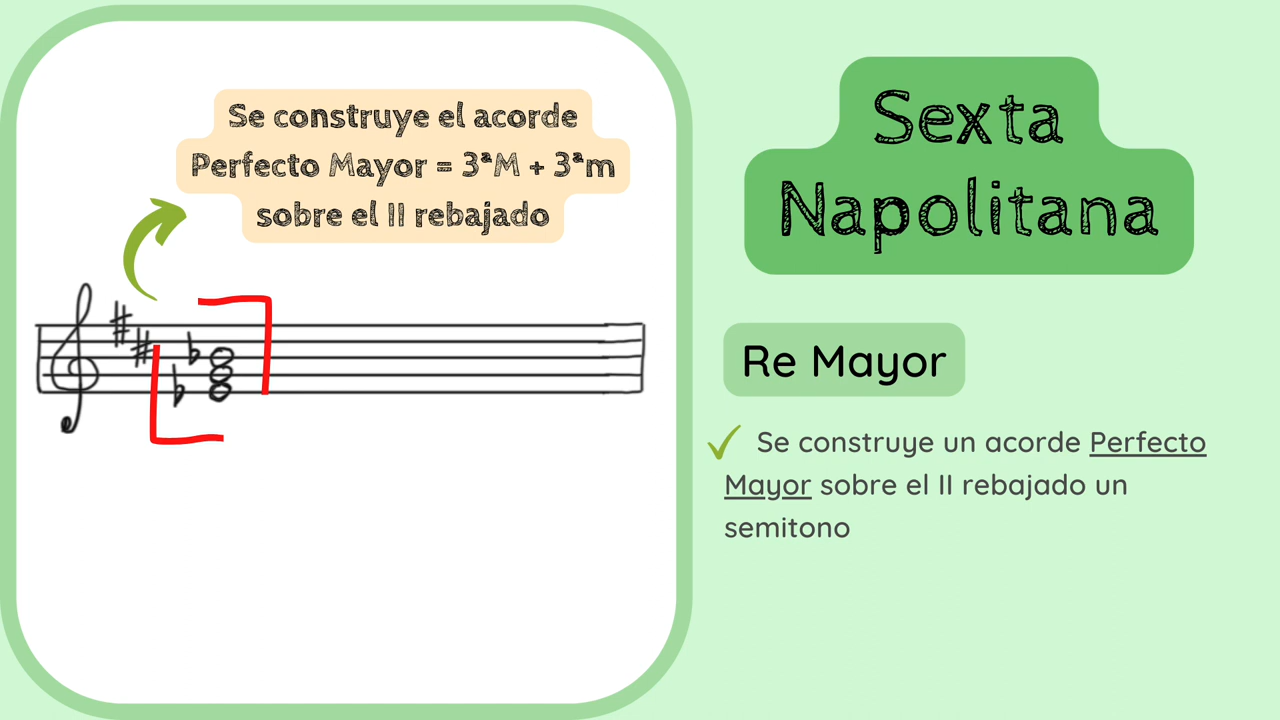 Se construye el acorde
Perfecto Mayor = 3ªM + 3ªm
sobre el II rebajado
Sexta
Napolitana
Re Mayor
Se construye un acorde Perfecto
Mayor sobre el II rebajado un
semitono